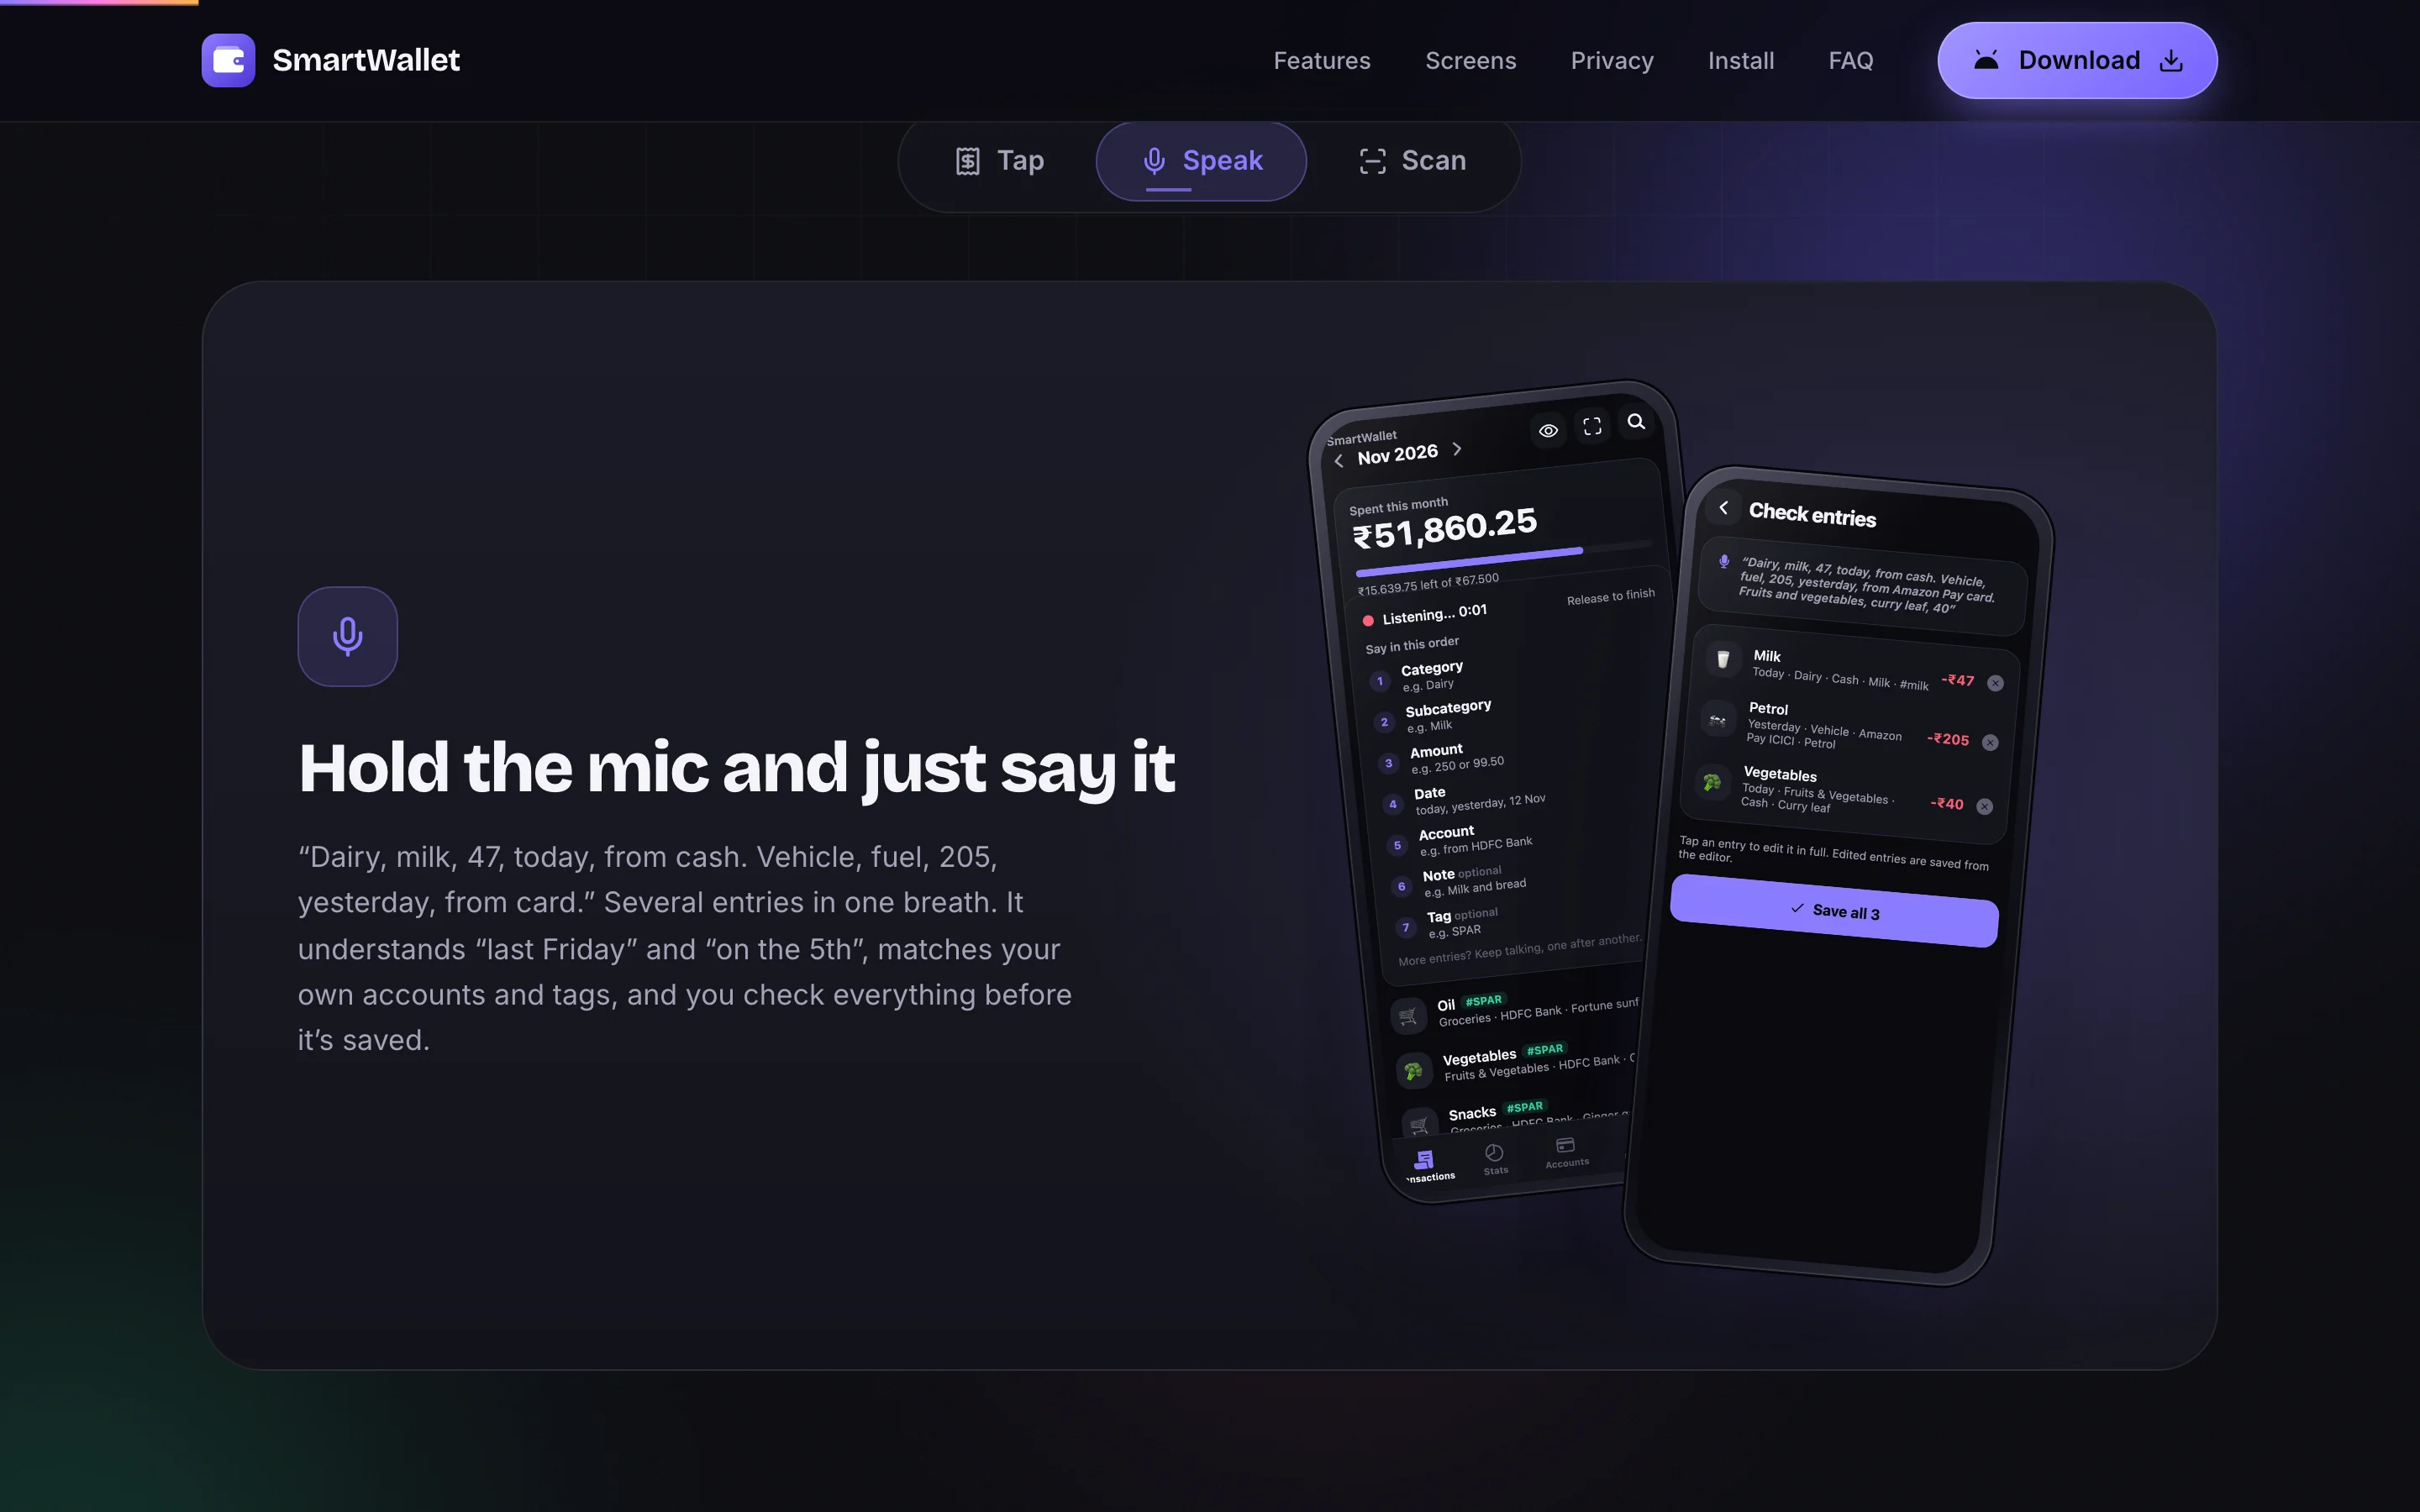 SmartWallet
Features
Screens
Privacy
Install
FAQ
Download
Tap
Speak
Scan
Hold the mic and just say it
“Dairy, milk, 47, today, from cash. Vehicle, fuel, 205,
yesterday, from card.” Several entries in one breath. It
understands “last Friday” and “on the 5th”, matches your
own accounts and tags, and you check everything before
it’s saved.
SmartWallet
Nov 2026
Spent this month
₹51,860.25
₹15,639.75 left of ₹67,500
Listening... 0:01
Release to finish
Say in this order
1 Category
e.g. Dairy
2 Subcategory
e.g. Milk
3 Amount
e.g. 250 or 99.50
4 Date
today, yesterday, 12 Nov
5 Account
e.g. from HDFC Bank
6 Note optional
e.g. Milk and bread
7 Tag optional
e.g. SPAR
More entries? Keep talking, one after another.
Oil #SPAR
Groceries · HDFC Bank · Fortune sunf
Vegetables #SPAR
Fruits & Vegetables · HDFC Bank · C
Snacks #SPAR
Groceries · HDFC Bank · Ginger
nsactions
Stats
Accounts
Check entries
“Dairy, milk, 47, today, from cash. Vehicle,
fuel, 205, yesterday, from Amazon Pay card.
Fruits and vegetables, curry leaf, 40”
Milk
Today · Dairy · Cash · Milk · #milk
-₹47
Petrol
Yesterday · Vehicle · Amazon
Pay ICICI · Petrol
-₹205
Vegetables
Today · Fruits & Vegetables ·
Cash · Curry leaf
-₹40
Tap an entry to edit it in full. Edited entries are saved from
the editor.
Save all 3